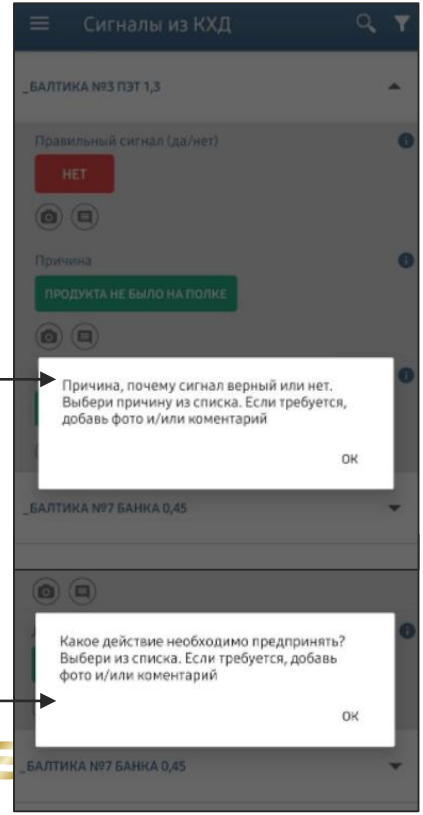 Сигналы из КХД
_БАЛТИКА №3 ПЭТ 1,3
Правильный сигнал (да/нет)
НЕТ
Причина
ПРОДУКТА НЕ БЫЛО НА ПОЛКЕ
Причина, почему сигнал верный или нет.
Выбери причину из списка. Если требуется,
добавь фото и/или коментарий
ОК
_БАЛТИКА №7 БАНКА 0,45
Какое действие необходимо предпринять?
Выбери из списка. Если требуется, добавь
фото и/или коментарий
ОК
_БАЛТИКА №7 БАНКА 0,45